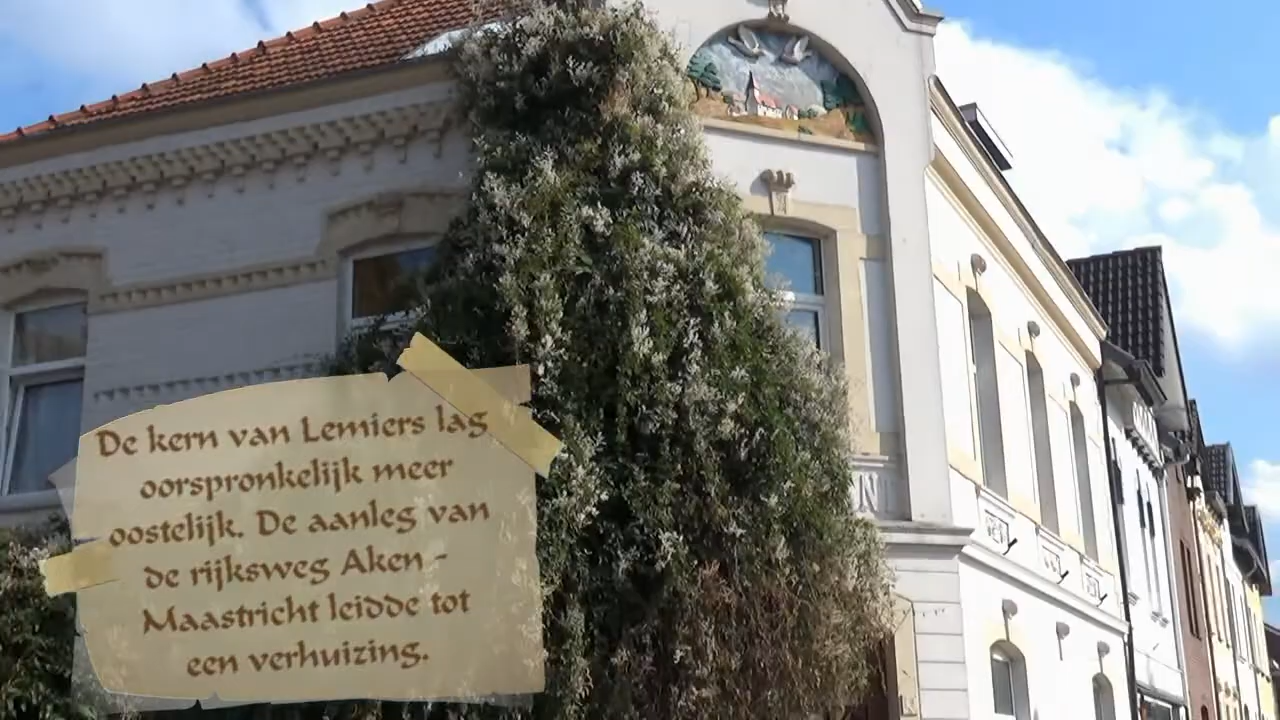 De kern van Lemiers lag
oorspronkelijk meer
oostelijk. De aanleg van
de rijksweg Aken -
Maastricht leidde tot
een verhuizing.